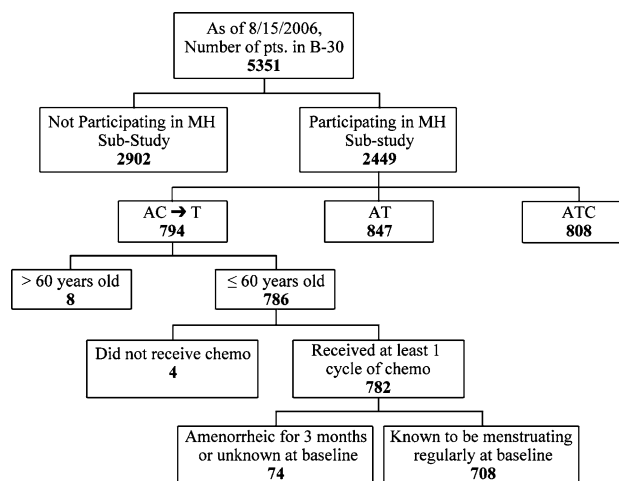 As of 8/15/2006,
Number of pts. in B-30
5351
Not Participating in MH
Sub-Study
2902
Participating in MH
Sub-study
2449
AC ➔ T
794
AT
847
ATC
808
> 60 years old
8
≤ 60 years old
786
Did not receive chemo
4
Received at least 1
cycle of chemo
782
Amenorrheic for 3 months
or unknown at baseline
74
Known to be menstruating
regularly at baseline
708